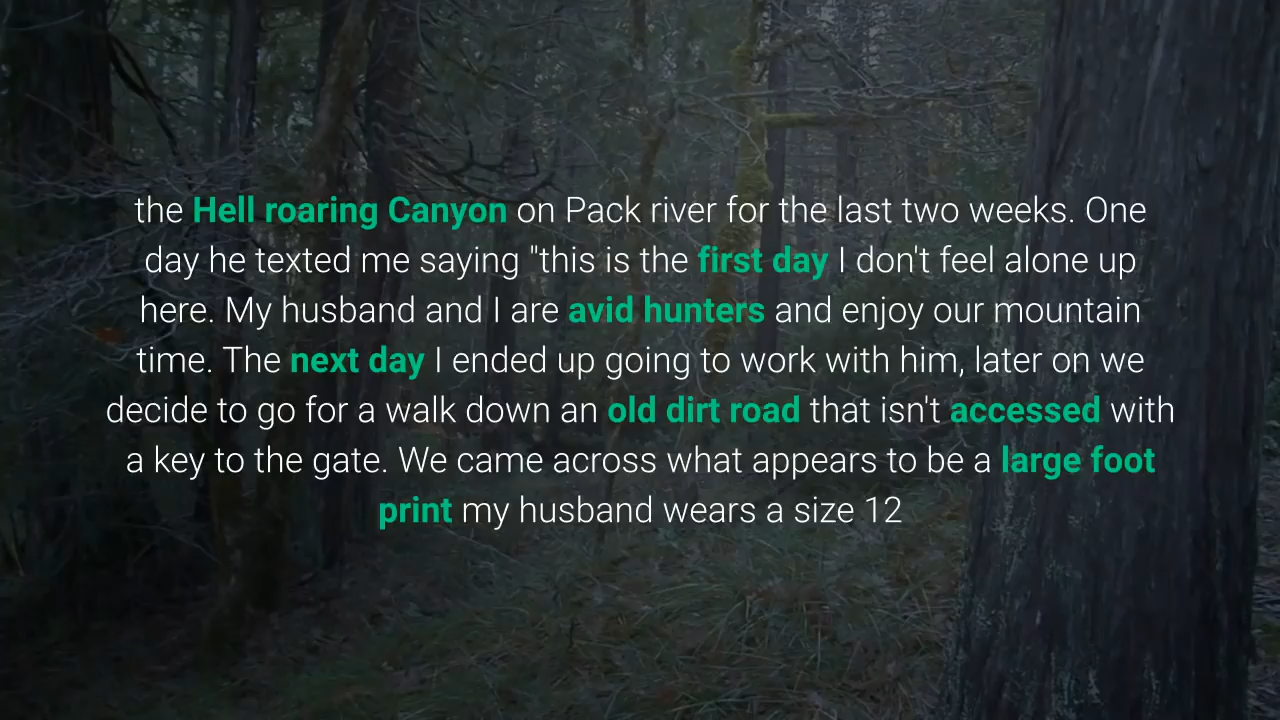 the Hell roaring Canyon on Pack river for the last two weeks. One
day he texted me saying "this is the first day I don't feel alone up
here. My husband and I are avid hunters and enjoy our mountain
time. The next day I ended up going to work with him, later on we
decide to go for a walk down an old dirt road that isn't accessed with
a key to the gate. We came across what appears to be a large foot
print my husband wears a size 12